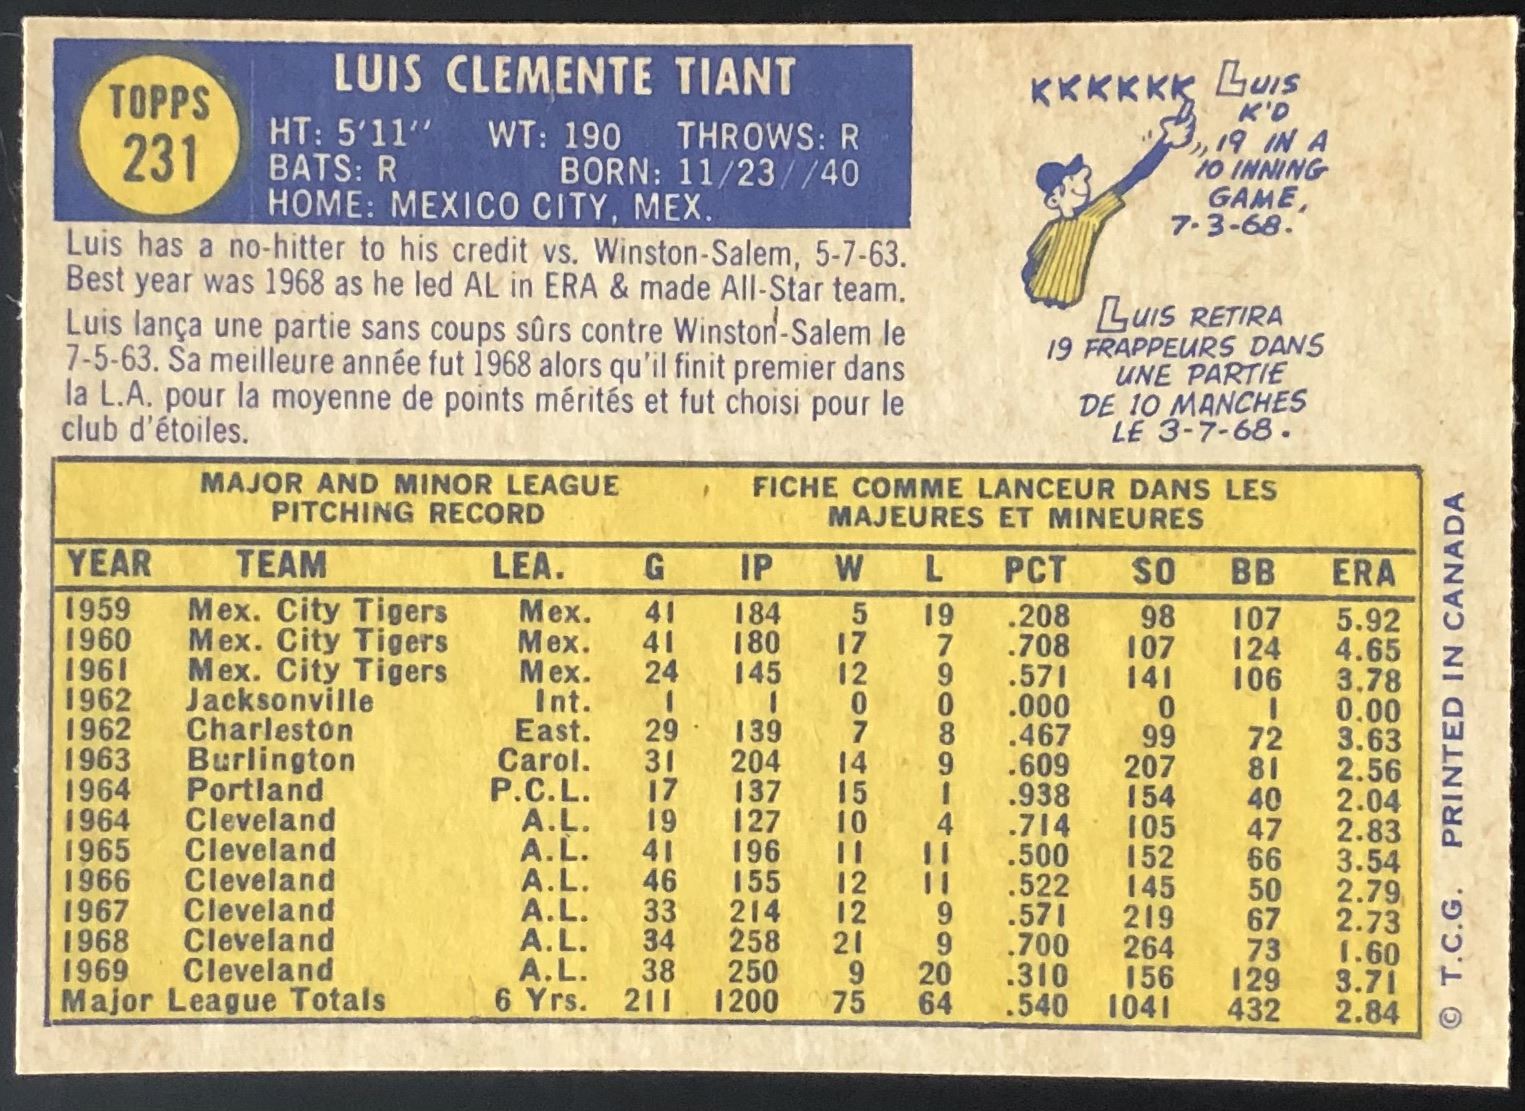 TOPPS
231
LUIS CLEMENTE TIANT
HT: 5'11'' WT: 190 THROWS: R
BATS: R BORN: 11/23//40
HOME: MEXICO CITY, MEX.
Luis has a no-hitter to his credit vs. Winston-Salem, 5-7-63.
Best year was 1968 as he led AL in ERA & made All-Star team.
Luis lança une partie sans coups sûrs contre Winston-Salem le
7-5-63. Sa meilleure année fut 1968 alors qu'il finit premier dans
la L.A. pour la moyenne de points mérités et fut choisi pour le
club d'étoiles.
KKKKKK LUIS
K'D
19 IN A
10 INNING
GAME,
7-3-68.
LUIS RETIRA
19 FRAPPEURS DANS
UNE PARTIE
DE 10 MANCHES
LE 3-7-68.
MAJOR AND MINOR LEAGUE
PITCHING RECORD
FICHE COMME LANCEUR DANS LES
MAJEURES ET MINEURES
YEAR TEAM LEA. G IP W L PCT SO BB ERA
1959 Mex. City Tigers Mex. 41 184 5 19 .208 98 107 5.92
1960 Mex. City Tigers Mex. 41 180 17 7 .708 107 124 4.65
1961 Mex. City Tigers Mex. 24 145 12 9 .571 141 106 3.78
1962 Jacksonville Int. 1 1 0 0 .000 0 1 0.00
1962 Charleston East. 29 139 7 8 .467 99 72 3.63
1963 Burlington Carol. 31 204 14 9 .609 207 81 2.56
1964 Portland P.C.L. 17 137 15 1 .938 154 40 2.04
1964 Cleveland A.L. 19 127 10 4 .714 105 47 2.83
1965 Cleveland A.L. 41 196 11 11 .500 152 66 3.54
1966 Cleveland A.L. 46 155 12 11 .522 145 50 2.79
1967 Cleveland A.L. 33 214 12 9 .571 219 67 2.73
1968 Cleveland A.L. 34 258 21 9 .700 264 73 1.60
1969 Cleveland A.L. 38 250 9 20 .310 156 129 3.71
Major League Totals 6 Yrs. 211 1200 75 64 .540 1041 432 2.84
© T.C.G. PRINTED IN CANADA